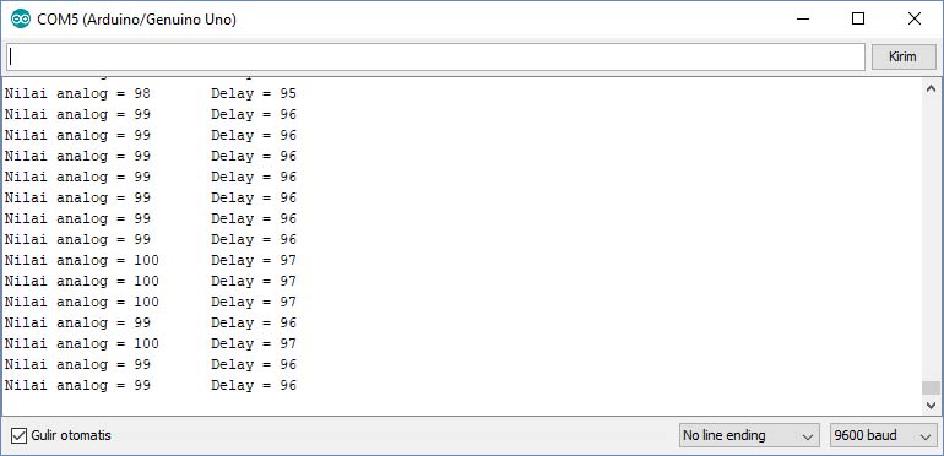 COM5 (Arduino/Genuino Uno)
Kirim
Nilai analog = 98 Delay = 95
Nilai analog = 99 Delay = 96
Nilai analog = 99 Delay = 96
Nilai analog = 99 Delay = 96
Nilai analog = 99 Delay = 96
Nilai analog = 99 Delay = 96
Nilai analog = 99 Delay = 96
Nilai analog = 99 Delay = 96
Nilai analog = 100 Delay = 97
Nilai analog = 100 Delay = 97
Nilai analog = 100 Delay = 97
Nilai analog = 99 Delay = 96
Nilai analog = 100 Delay = 97
Nilai analog = 99 Delay = 96
Nilai analog = 99 Delay = 96
Gulir otomatis No line ending 9600 baud